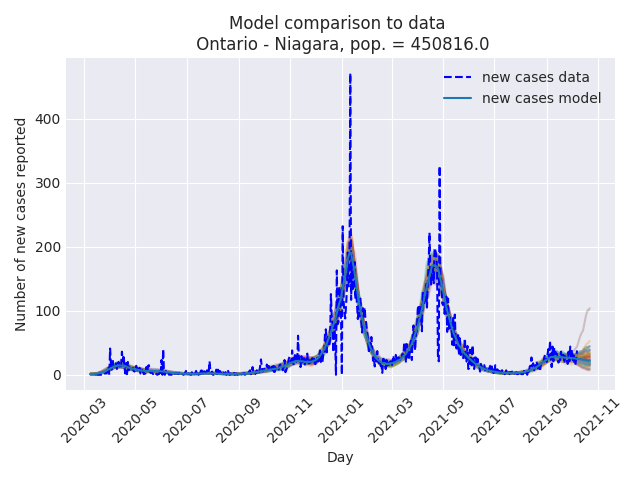 Model comparison to data
Ontario - Niagara, pop. = 450816.0
new cases data
new cases model
Number of new cases reported
400
300
200
100
0
2020-03
2020-05
2020-07
2020-09
2020-11
2021-01
2021-03
2021-05
2021-07
2021-09
2021-11
Day